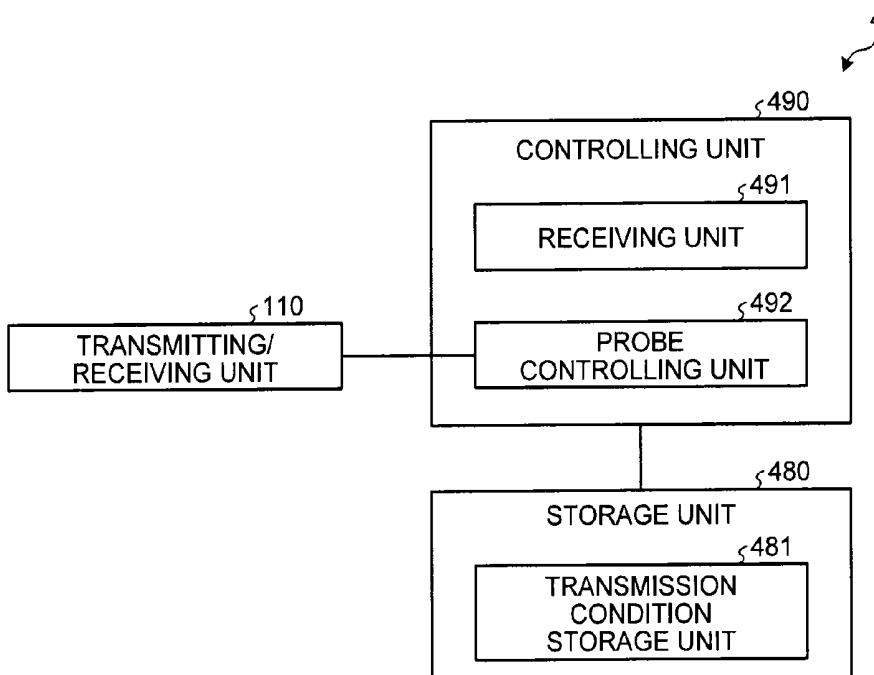 490
CONTROLLING UNIT
491
RECEIVING UNIT
110
TRANSMITTING/
RECEIVING UNIT
492
PROBE
CONTROLLING UNIT
480
STORAGE UNIT
481
TRANSMISSION
CONDITION
STORAGE UNIT